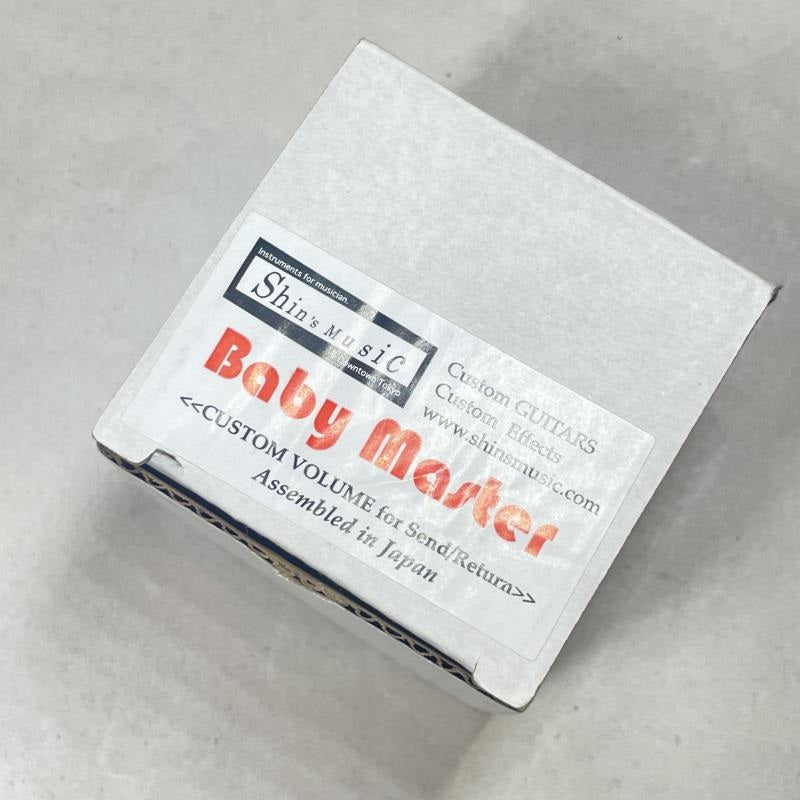 Instruments for musician.
Shin's Music
in Downtown Tokyo
Custom GUITARS
Custom Effects
www.shinsmusic.com
Baby Master
<<CUSTOM VOLUME for Send/Return>>
Assembled in Japan